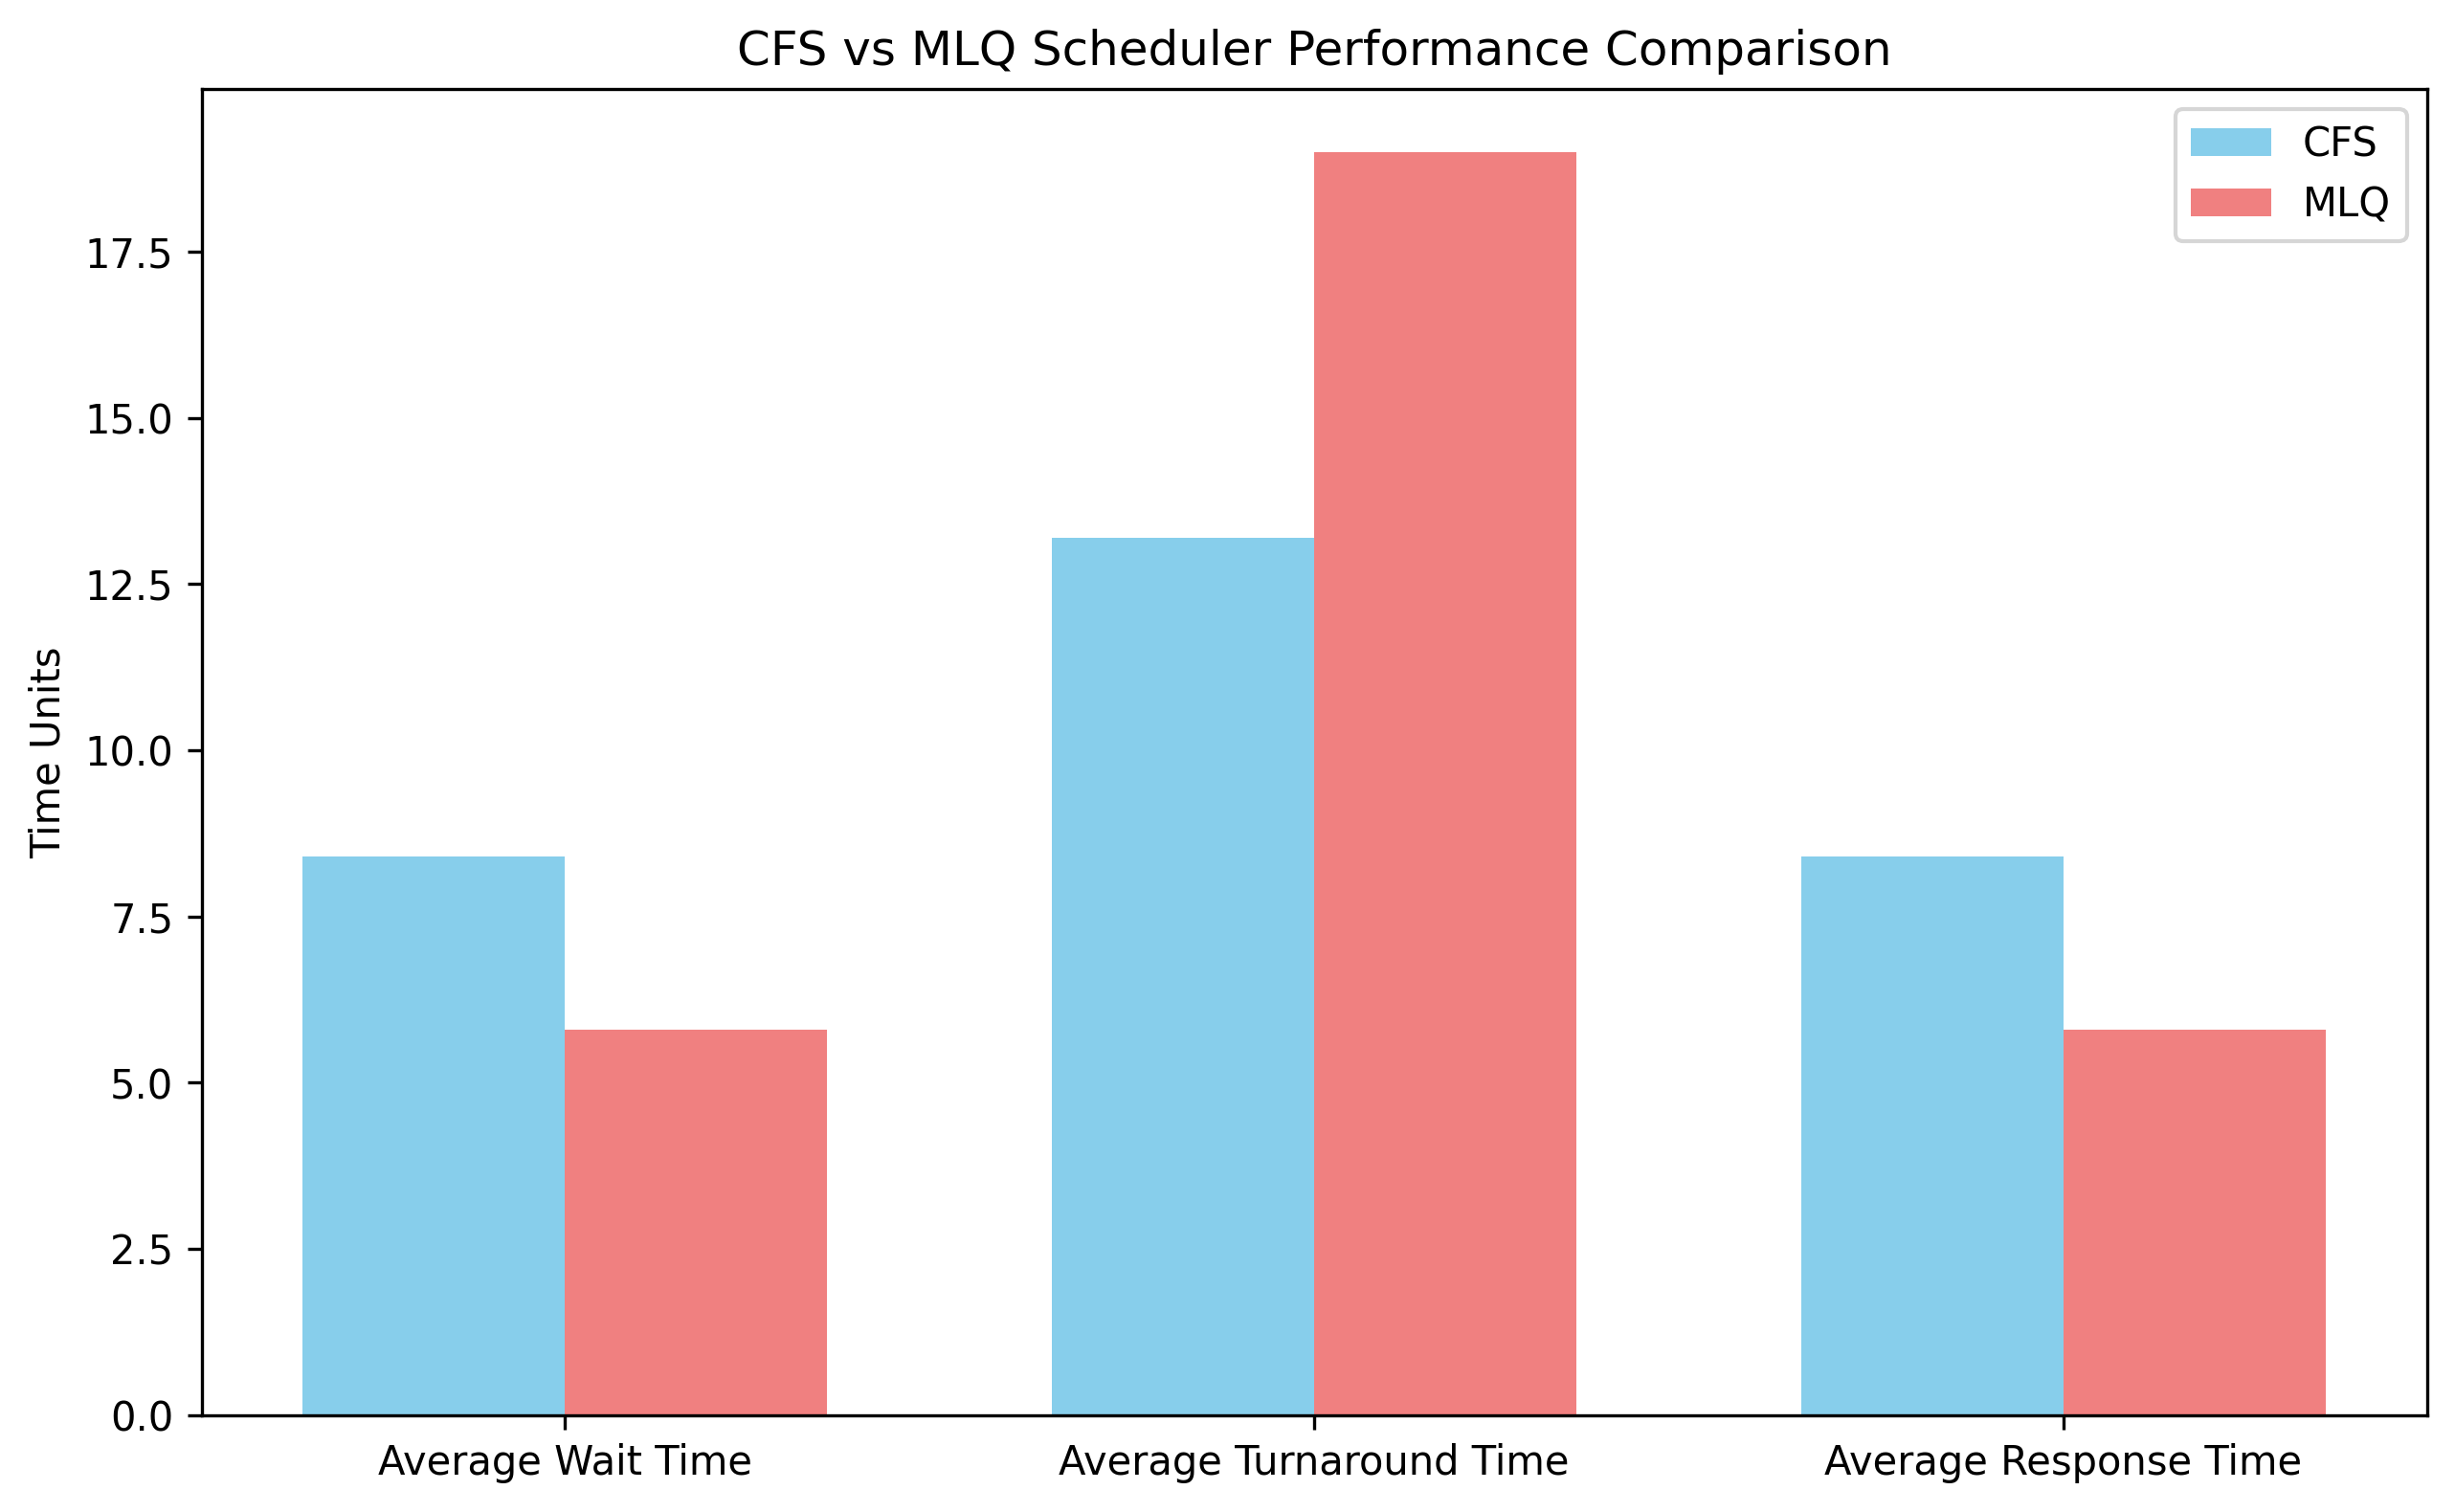 CFS vs MLQ Scheduler Performance Comparison
CFS
MLQ
Time Units
17.5
15.0
12.5
10.0
7.5
5.0
2.5
0.0
Average Wait Time
Average Turnaround Time
Average Response Time